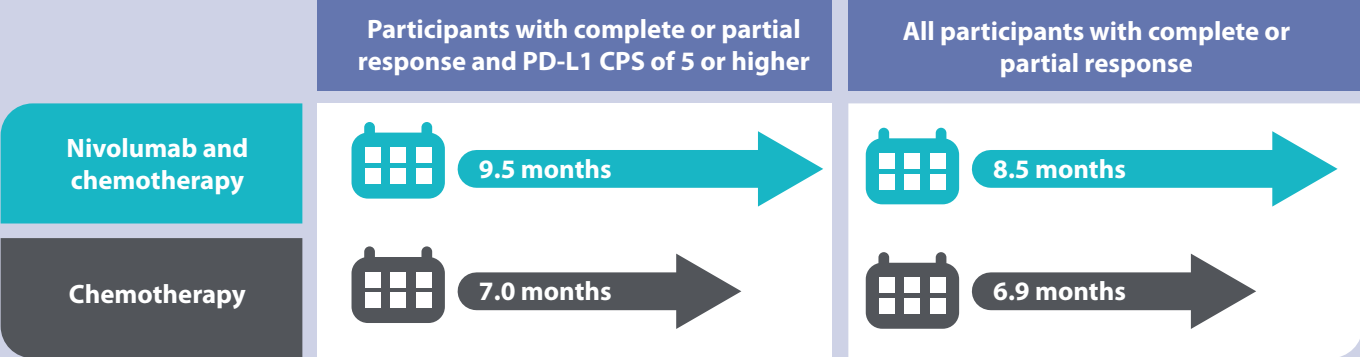 Participants with complete or partial
response and PD-L1 CPS of 5 or higher
All participants with complete or
partial response
Nivolumab and
chemotherapy
9.5 months
8.5 months
Chemotherapy
7.0 months
6.9 months